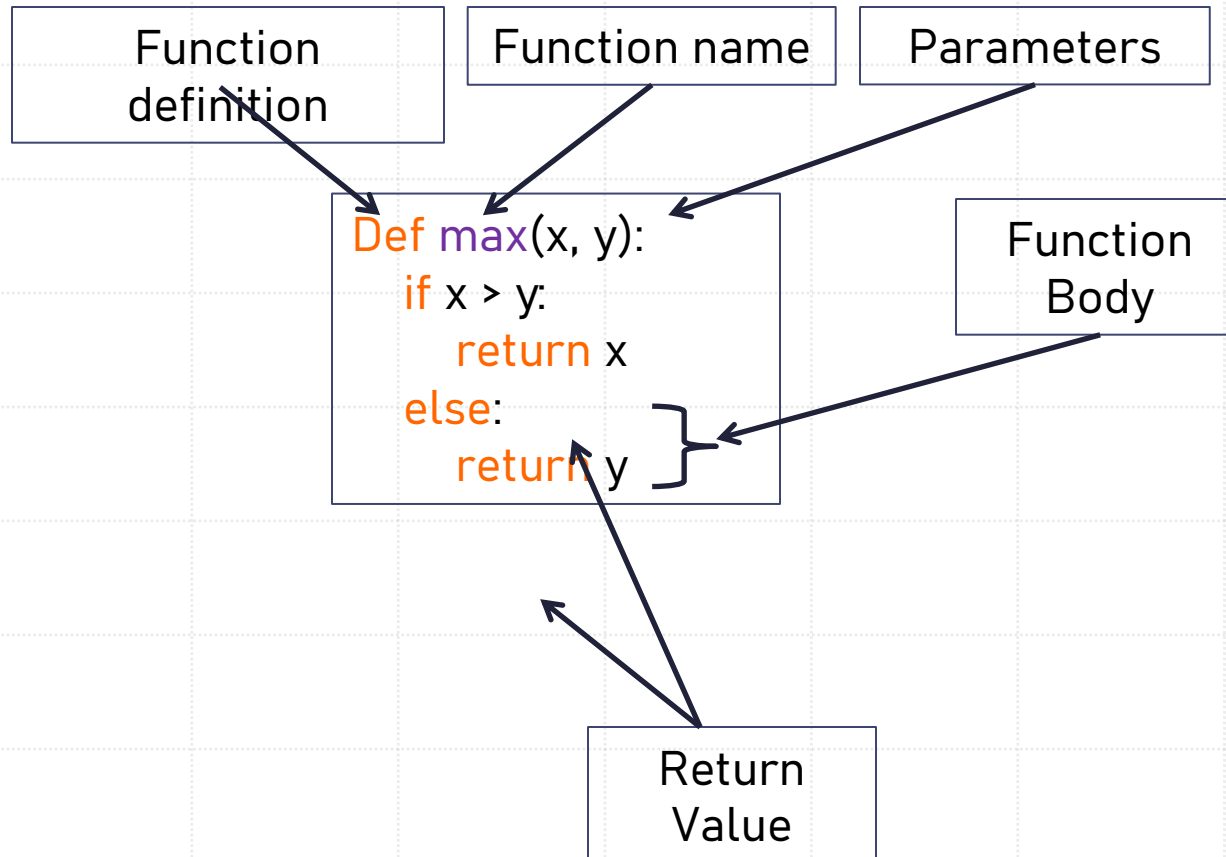 Function
definition
Function name
Parameters
Def max(x, y):
if x > y:
return x
else:
return y
Function
Body
Return
Value